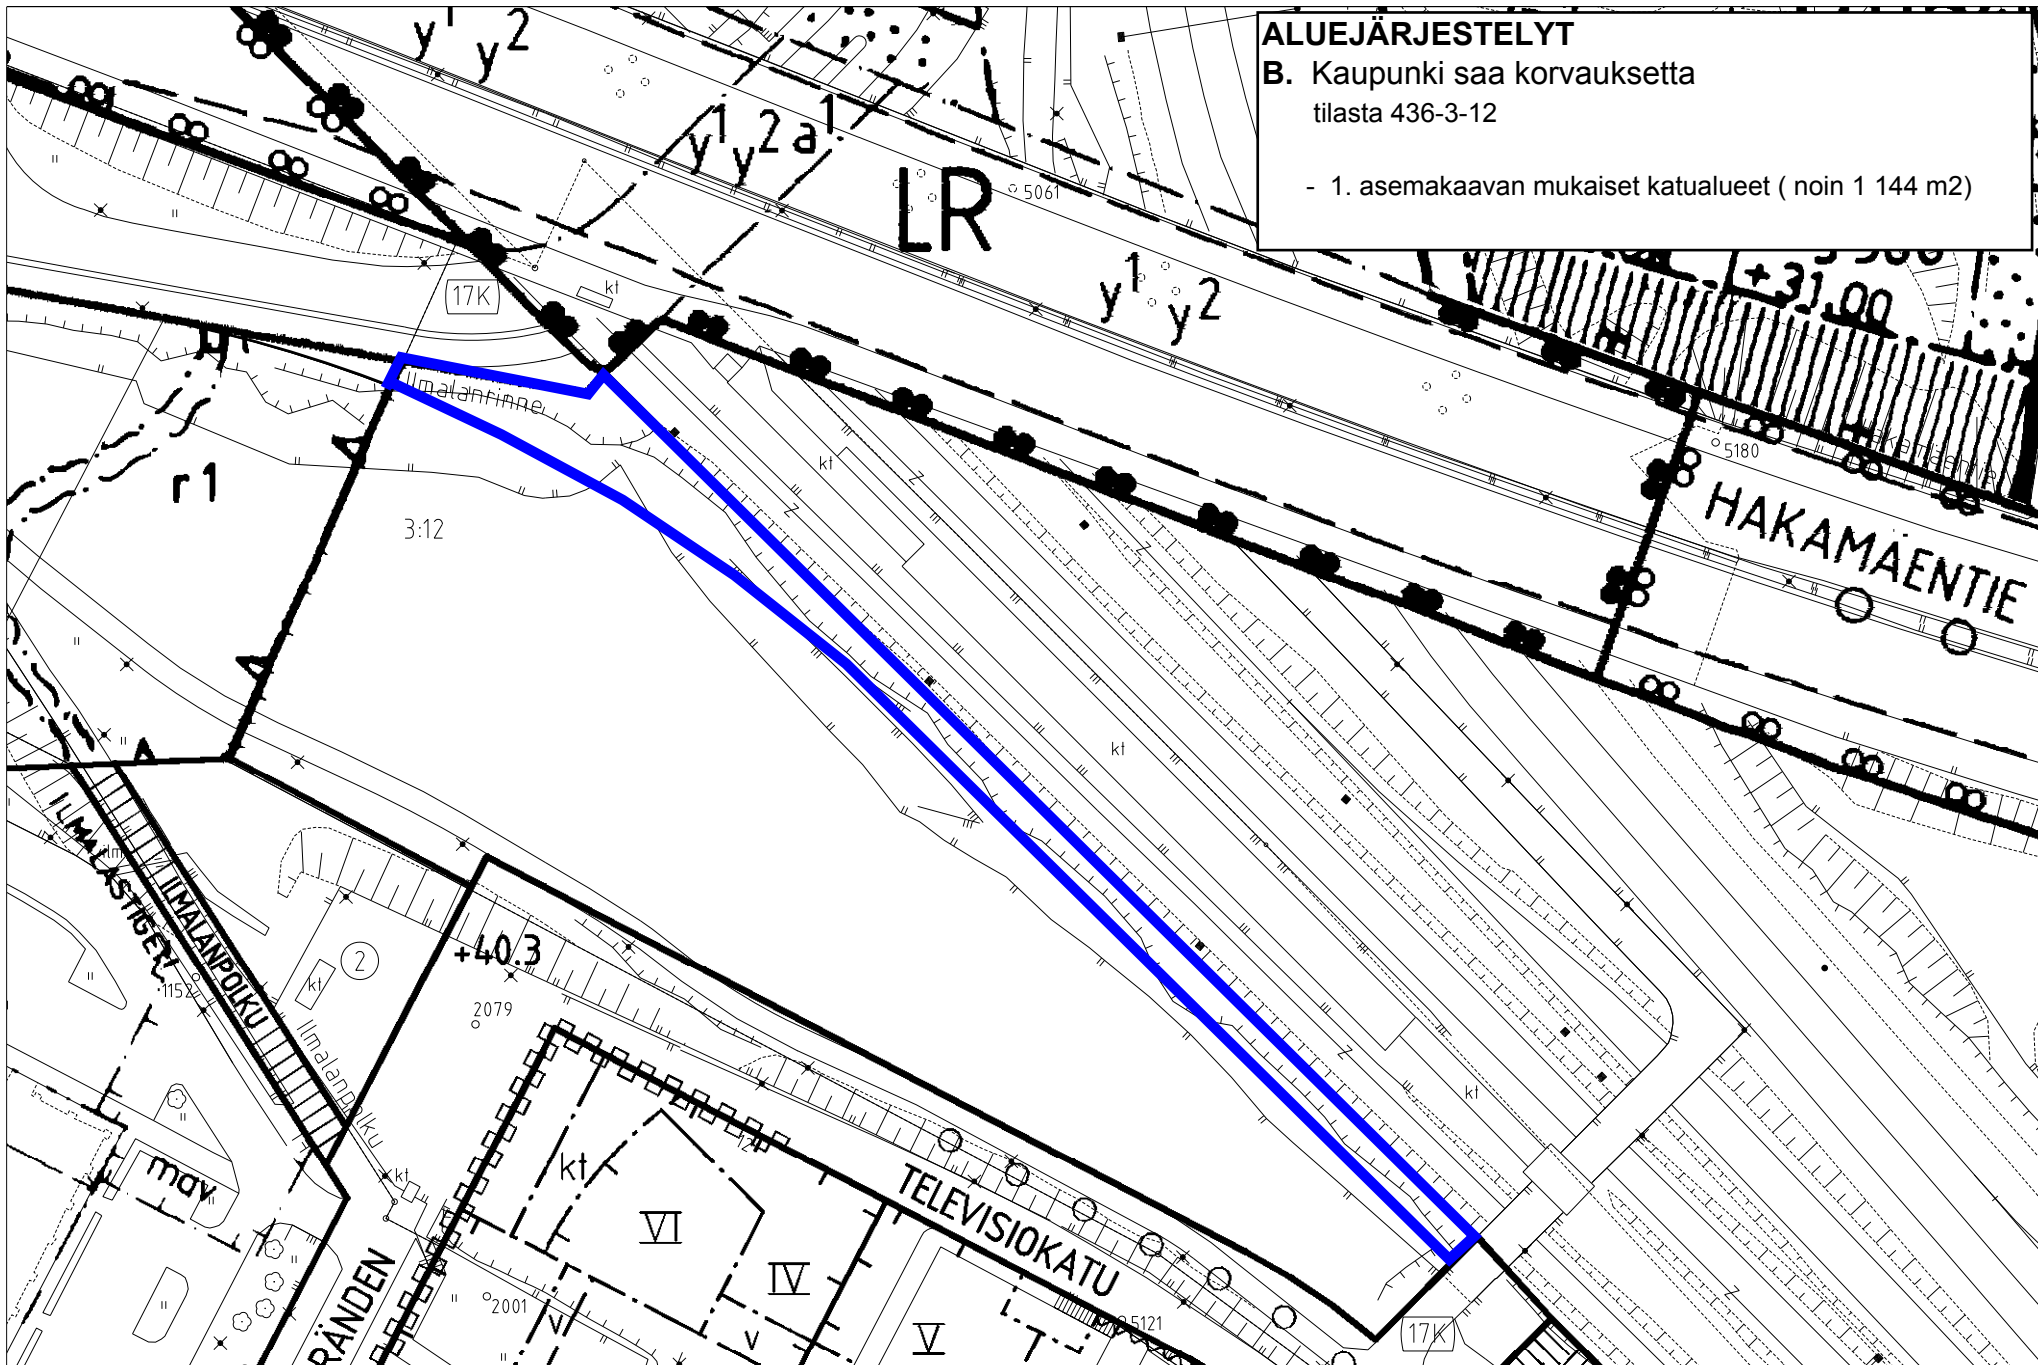 ALUEJÄRJESTELYT
B. Kaupunki saa korvauksetta
tilasta 436-3-12
- 1. asemakaavan mukaiset katualueet ( noin 1 144 m2)
y1 y2
y1 y2 a1
LR
5061
y1 y2
+31.00
17K
kt
Ilmalanrinne
r1
3:12
kt
5180
HAKAMÄENTIE
kt
ILMALASTIGEN
ILMALANPOLKU
Ilmalanpolku
2
kt
1152
+40.3
2079
kt
mav
kt
kt
VI
IV
V
TELEVISIOKATU
2001
v
v
5121
17K
RÄNDEN